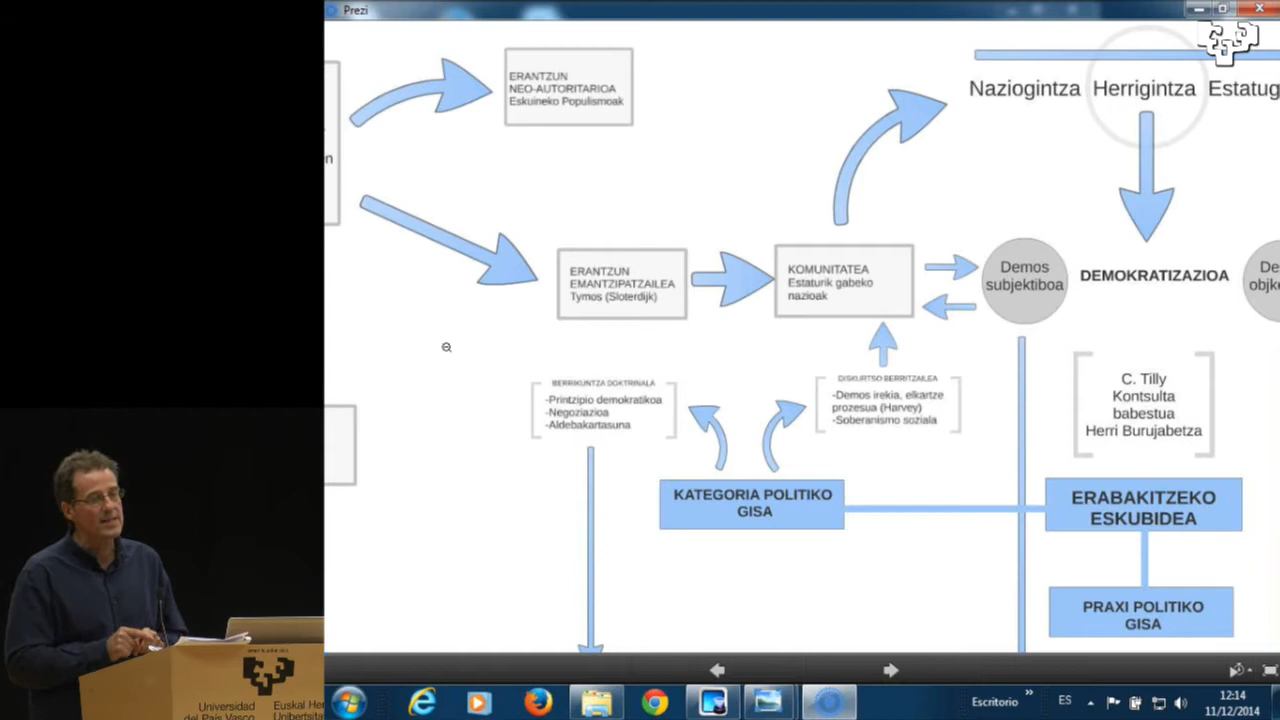 Prezi
ERANTZUN
NEO-AUTORITARIOA
Eskuineko Populismoak
Naziogintza
Herrigintza
Estatug
n
ERANTZUN
EMANTZIPATZAILEA
Tymos (Sloterdijk)
KOMUNITATEA
Estaturik gabeko
nazioak
Demos
subjektiboa
DEMOKRATIZAZIOA
De
objke
BERRIKUNTZA DOKTRINALA
-Printzipio demokratikoa
-Negoziazioa
-Aldebakartasuna
DISKURTSO BERRITZAILEA
-Demos irekia, elkartze
prozesua (Harvey)
-Soberanismo soziala
C. Tilly
Kontsulta
babestua
Herri Burujabetza
KATEGORIA POLITIKO
GISA
ERABAKITZEKO
ESKUBIDEA
PRAXI POLITIKO
GISA
Universidad
del País Vasco
Euskal Her
Unibertsita
Escritorio
ES
12:14
11/12/2014